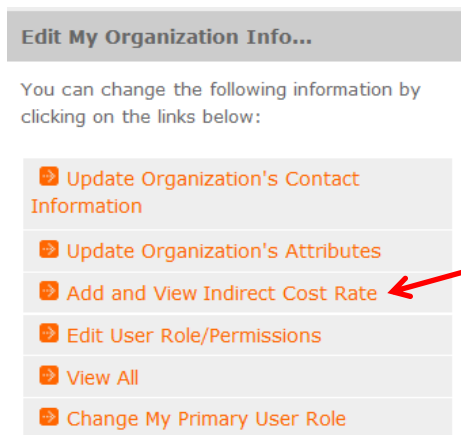 Edit My Organization Info...
You can change the following information by
clicking on the links below:
Update Organization's Contact
Information
Update Organization's Attributes
Add and View Indirect Cost Rate
Edit User Role/Permissions
View All
Change My Primary User Role